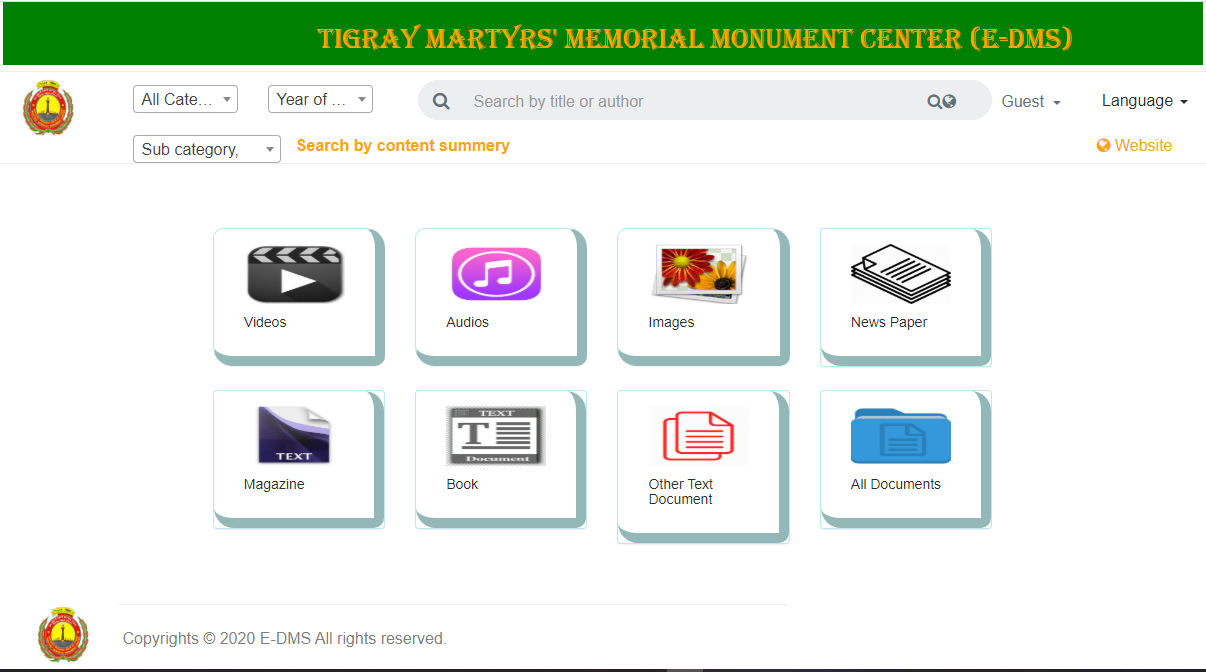 TIGRAY MARTYRS' MEMORIAL MONUMENT CENTER (E-DMS)
All Cate...
Year of ...
Search by title or author
Guest
Language
Sub category,
Search by content summery
Website
Videos
Audios
Images
News Paper
TEXT
TEXT
T
Document
Magazine
Book
Other Text
Document
All Documents
Copyrights © 2020 E-DMS All rights reserved.